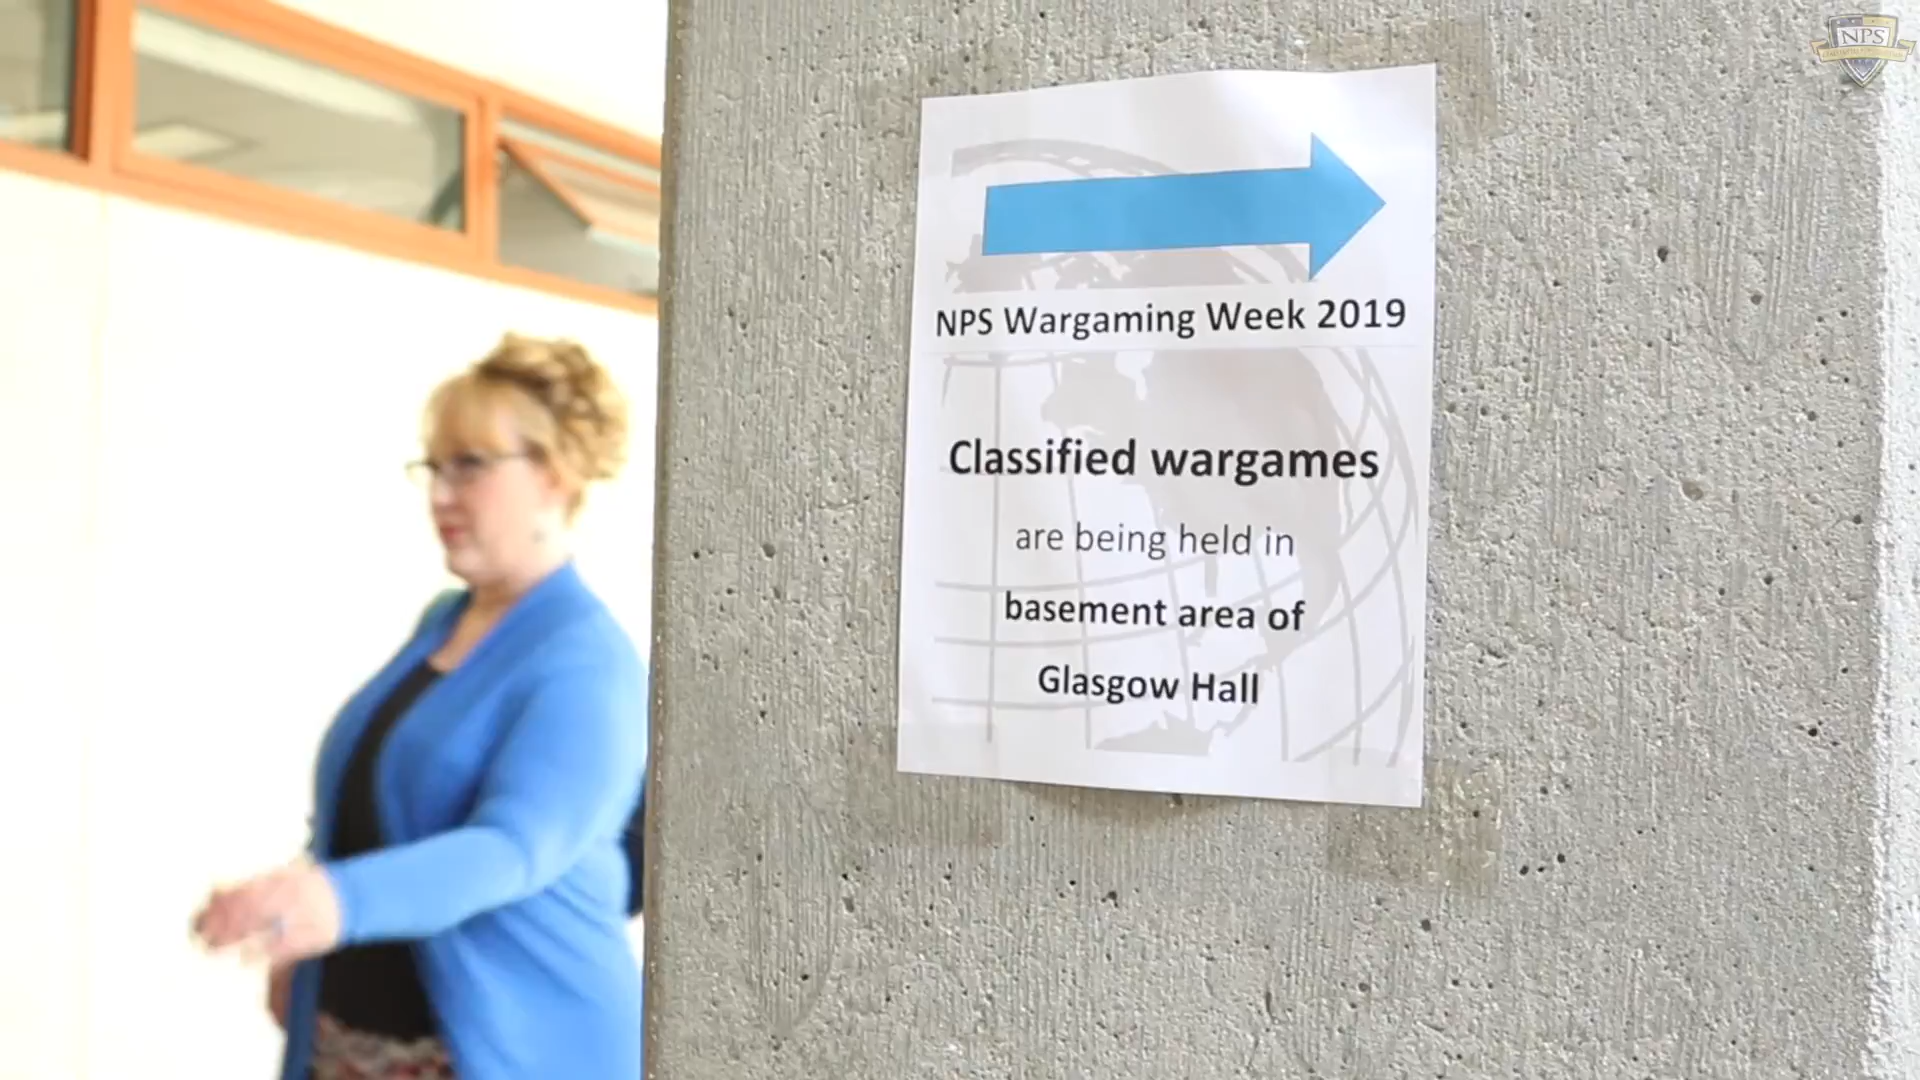 NPS
NPS Wargaming Week 2019
Classified wargames
are being held in
basement area of
Glasgow Hall